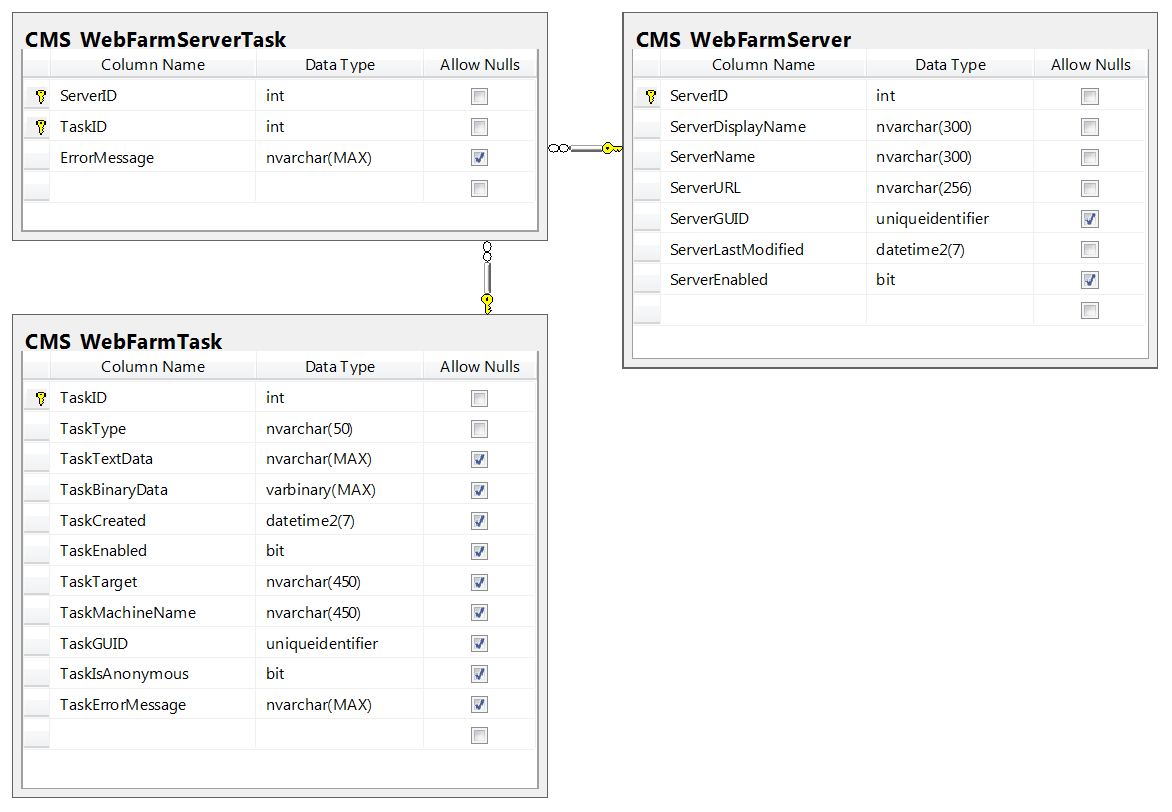 CMS_WebFarmServerTask
Column Name Data Type Allow Nulls
ServerID int
TaskID int
ErrorMessage nvarchar(MAX)
CMS_WebFarmServer
Column Name Data Type Allow Nulls
ServerID int
ServerDisplayName nvarchar(300)
ServerName nvarchar(300)
ServerURL nvarchar(256)
ServerGUID uniqueidentifier
ServerLastModified datetime2(7)
ServerEnabled bit
CMS_WebFarmTask
Column Name Data Type Allow Nulls
TaskID int
TaskType nvarchar(50)
TaskTextData nvarchar(MAX)
TaskBinaryData varbinary(MAX)
TaskCreated datetime2(7)
TaskEnabled bit
TaskTarget nvarchar(450)
TaskMachineName nvarchar(450)
TaskGUID uniqueidentifier
TaskIsAnonymous bit
TaskErrorMessage nvarchar(MAX)